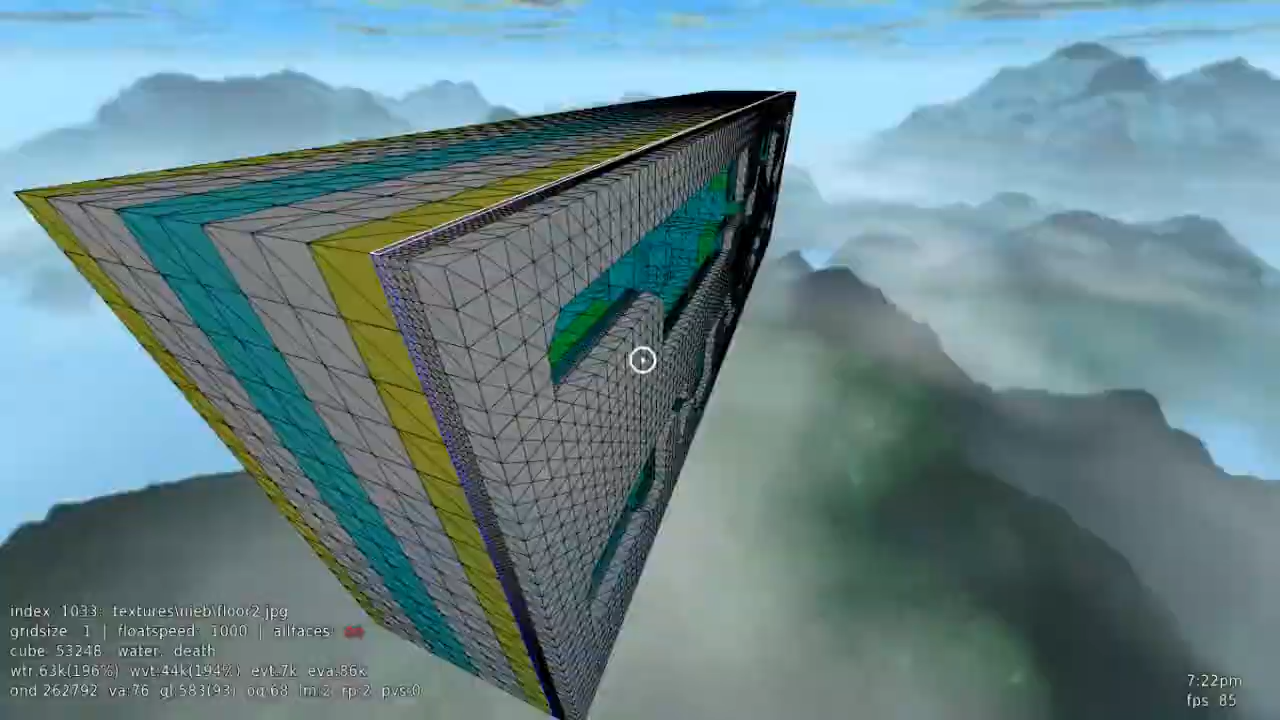 index 1033: textures\nieb\floor2.jpg
gridsize 1 | floatspeed: 1000 | allfaces:
cube 53248 water: death
wtr:63k(196%) wvt:44k(194%) evt:7k eva:86k
ond:262792 va:76 gl:583(93) oq:68 lm:2 rp:2 pvs:0
7:22pm
fps 85